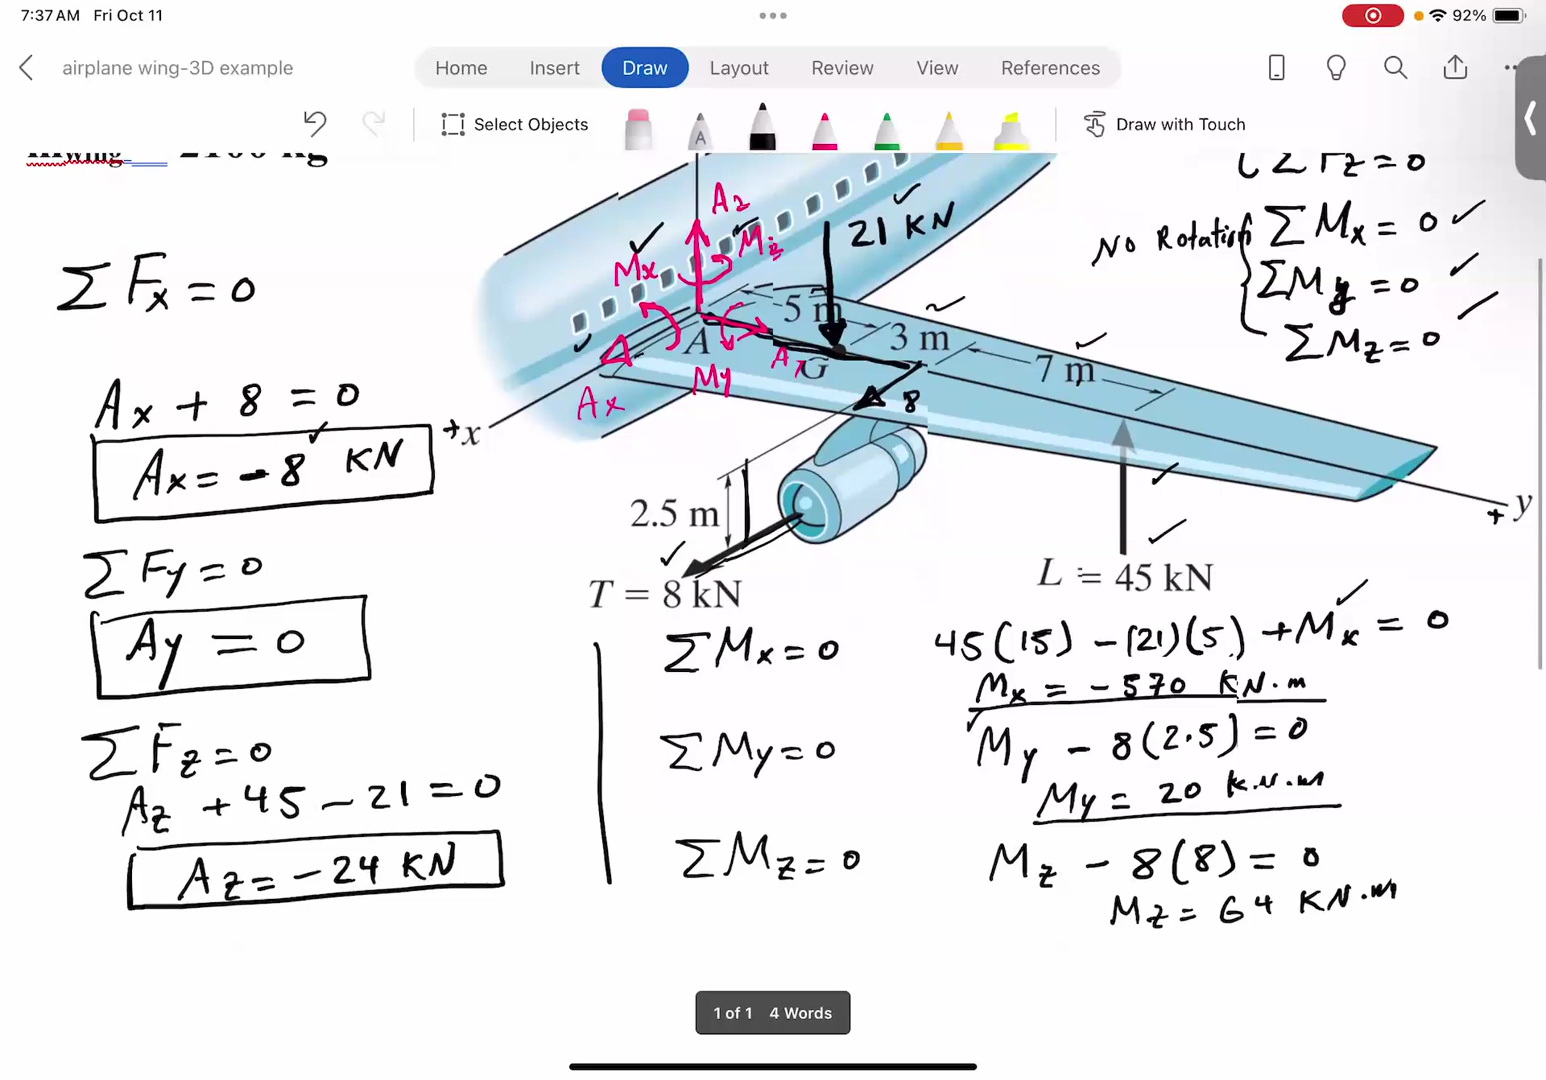 7:37 AM Fri Oct 11
92%
airplane wing-3D example
Home Insert Draw Layout Review View References
Select Objects
A
Draw with Touch
ΣFz = 0
No Rotation ΣMx = 0 ✓
ΣMy = 0 ✓
ΣMz = 0 ✓
ΣFx = 0
Ax + 8 = 0
Ax = -8 KN
ΣFy = 0
Ay = 0
ΣFz = 0
Az + 45 - 21 = 0
Az = -24 KN
Az
Mz
Mx ✓
21 KN ✓
5 m
3 m
7 m ✓
A
G
My
Ax
8
+x
+ y
2.5 m
T = 8 kN
L = 45 kN
ΣMx = 0
45(15) - (21)(5) + Mx = 0
Mx = -570 KN.m
ΣMy = 0
My - 8(2.5) = 0
My = 20 k.N.m
ΣMz = 0
Mz - 8(8) = 0
Mz = 64 KN.m
1 of 1 4 Words